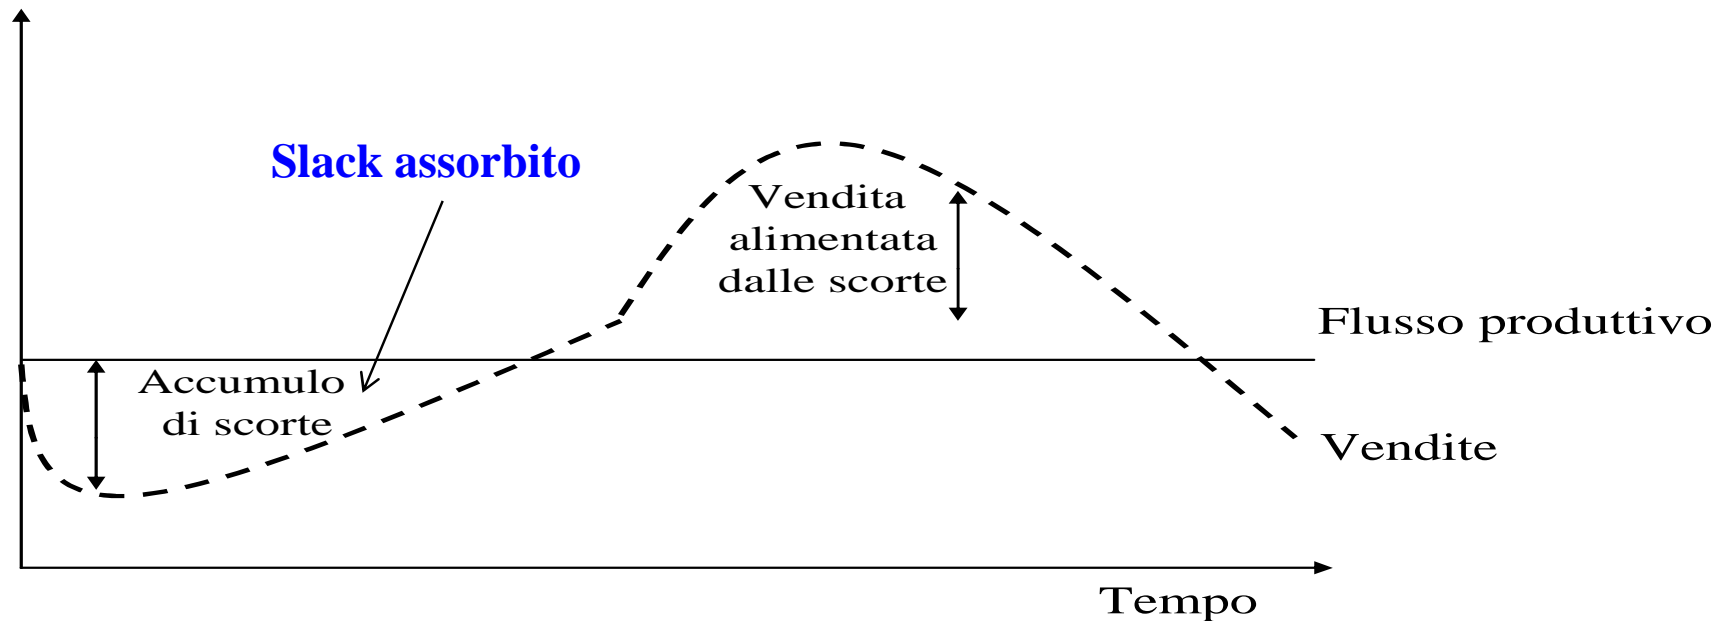 Slack assorbito
Vendita
alimentata
dalle scorte
Flusso produttivo
Accumulo
di scorte
Vendite
Tempo